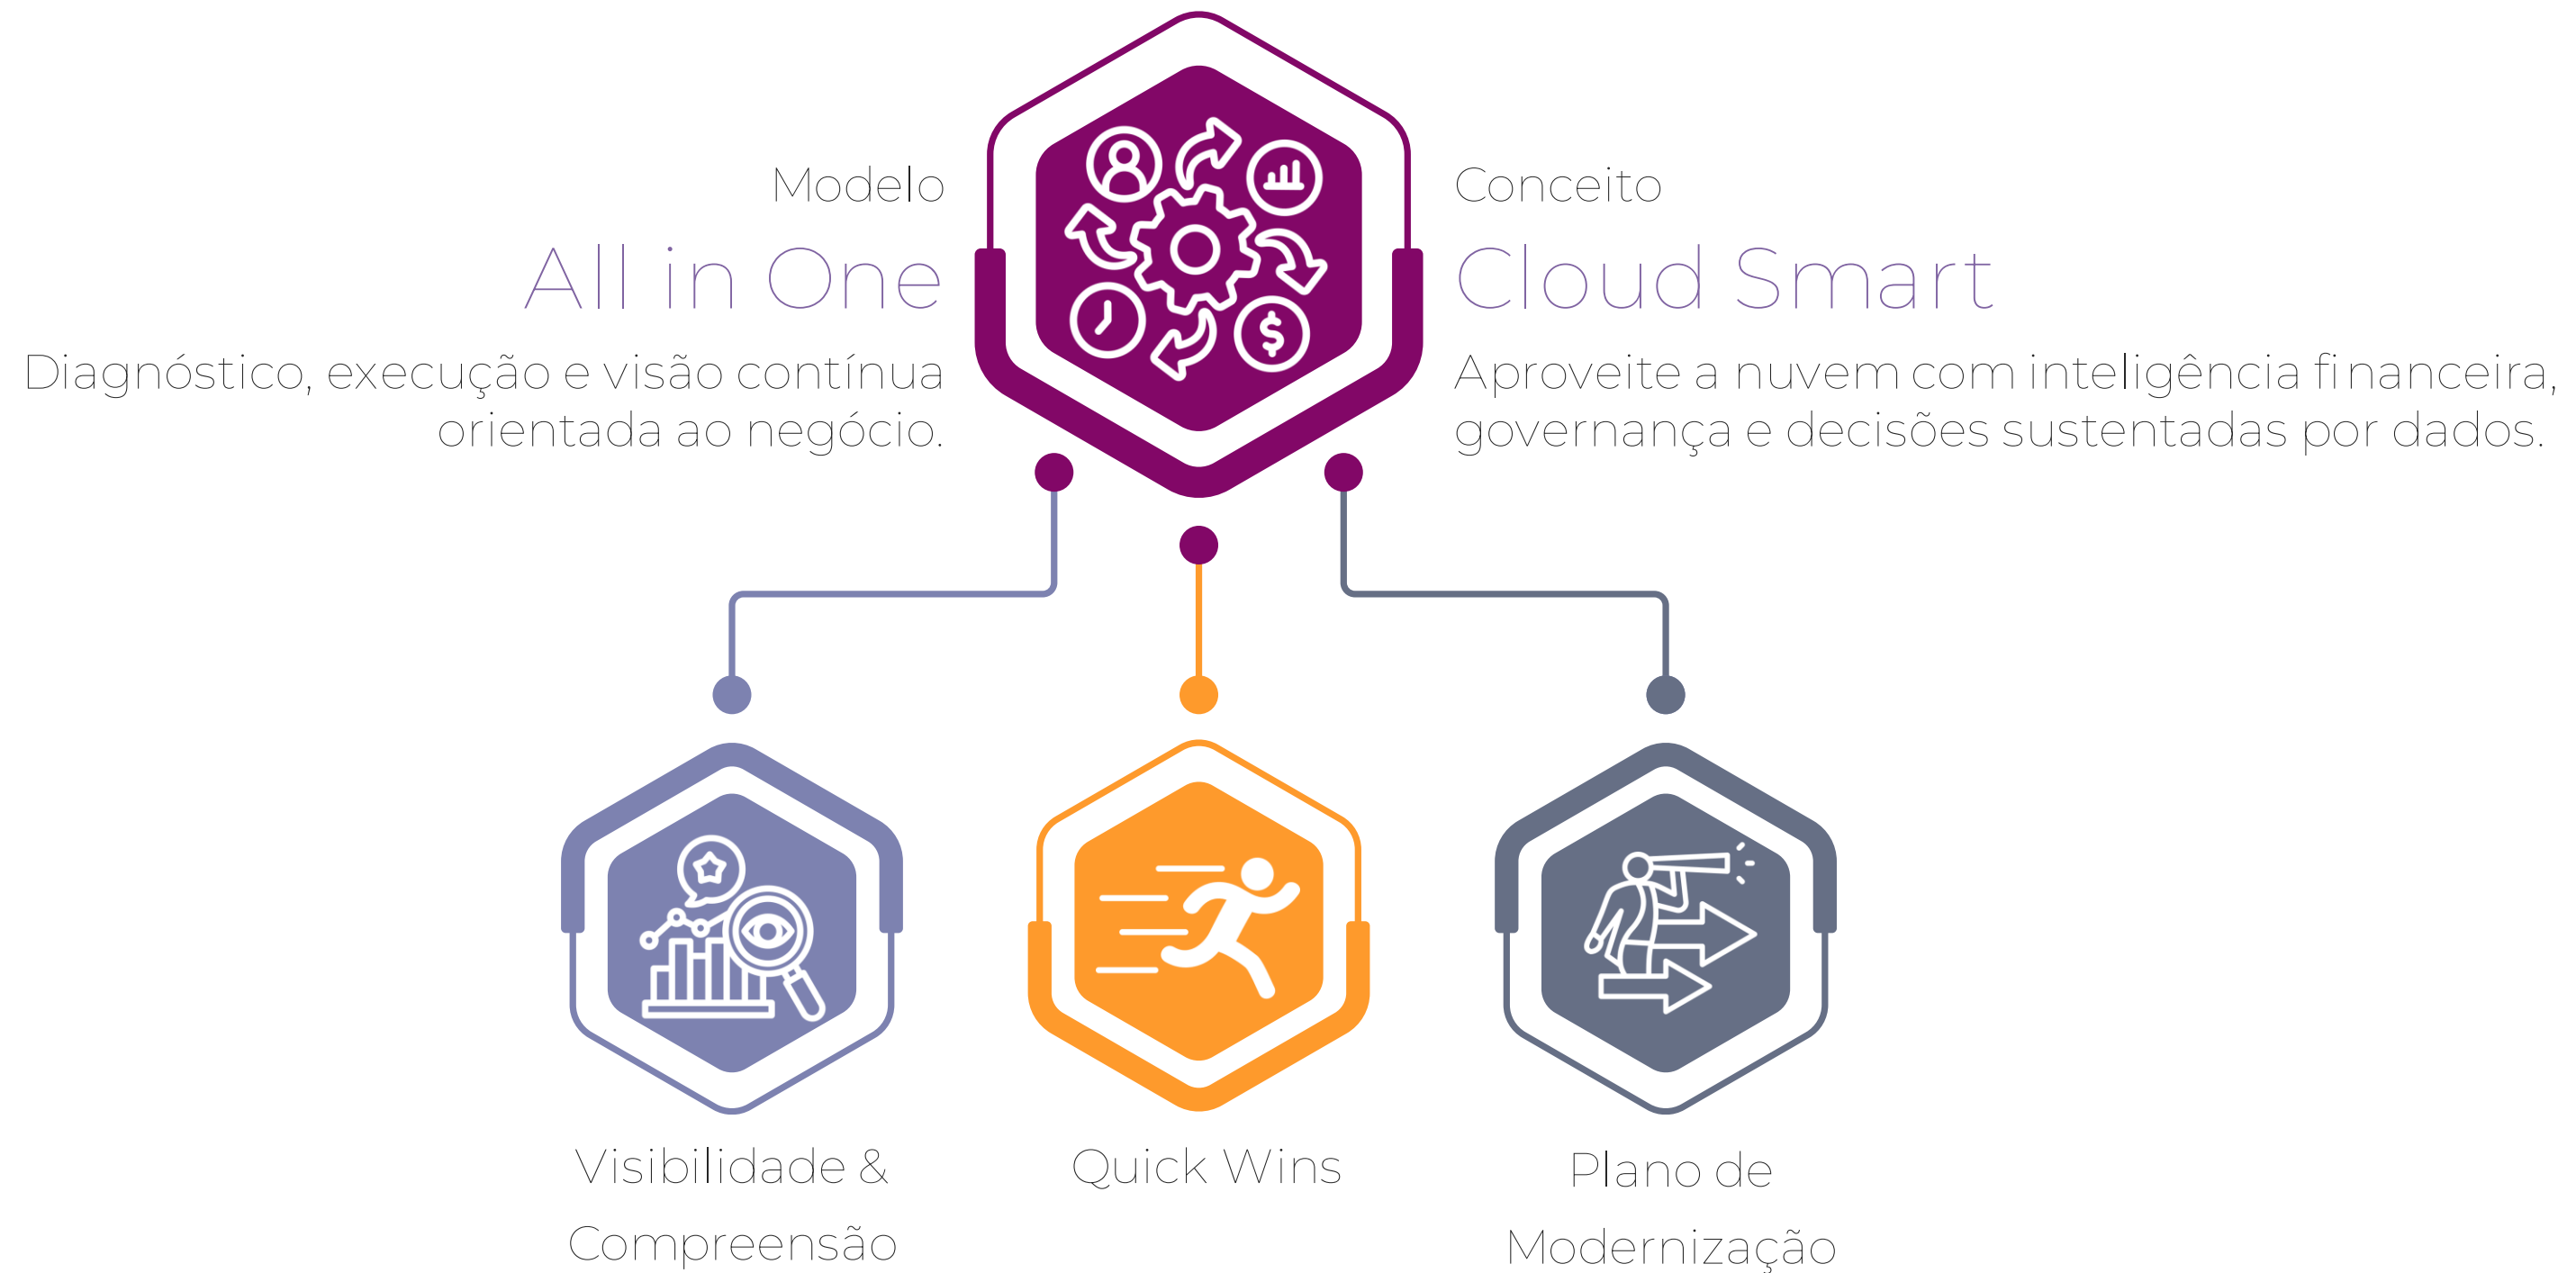 Modelo
All in One
Diagnóstico, execução e visão contínua
orientada ao negócio.
Conceito
Cloud Smart
Aproveite a nuvem com inteligência financeira,
governança e decisões sustentadas por dados.
Visibilidade &
Compreensão
Quick Wins
Plano de
Modernização